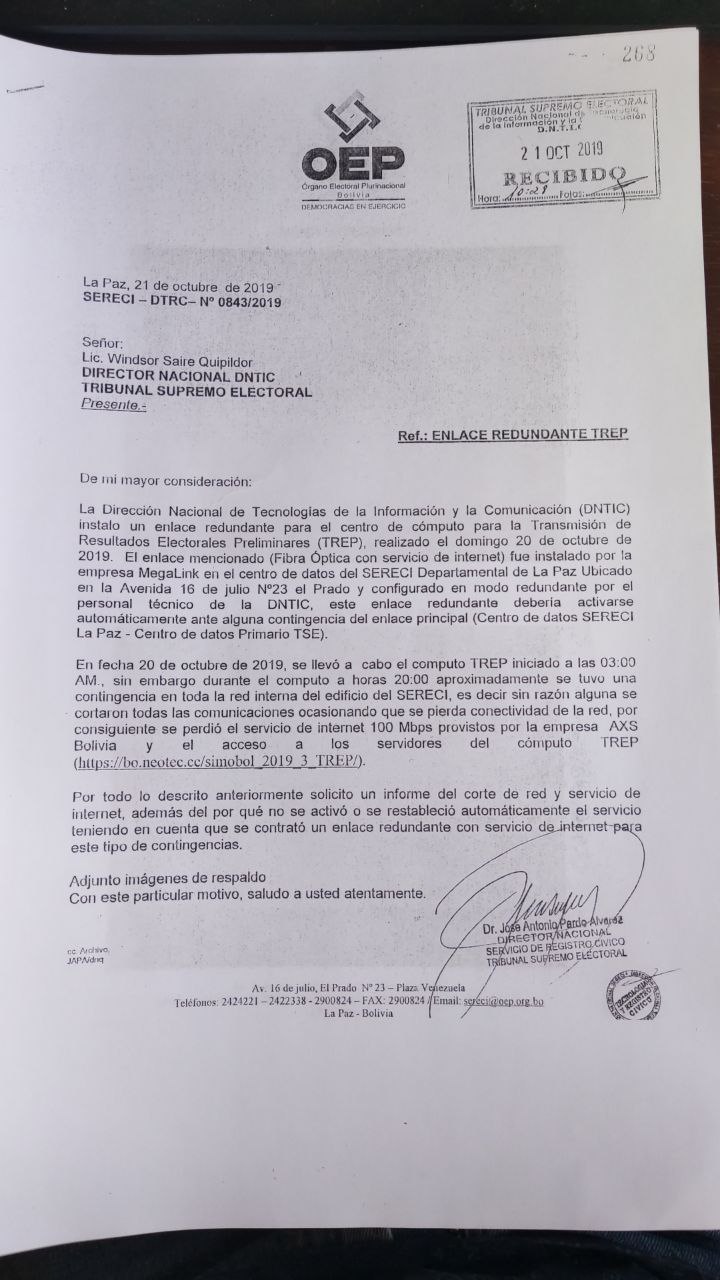 268
OEP
Órgano Electoral Plurinacional
Bolivia
DEMOCRACIAS EN EJERCICIO
TRIBUNAL SUPREMO ELECTORAL
Dirección Nacional de
de la Información y la
D.N.T.I.C
21 OCT 2019
RECIBIDO
Hora: 10:28 Fojas:
La Paz, 21 de octubre de 2019
SERECI – DTRC– Nº 0843/2019
Señor:
Lic. Windsor Saire Quipildor
DIRECTOR NACIONAL DNTIC
TRIBUNAL SUPREMO ELECTORAL
Presente.-
Ref.: ENLACE REDUNDANTE TREP
De mi mayor consideración:
La Dirección Nacional de Tecnologías de la Información y la Comunicación (DNTIC)
instalo un enlace redundante para el centro de cómputo para la Transmisión de
Resultados Electorales Preliminares (TREP), realizado el domingo 20 de octubre de
2019. El enlace mencionado (Fibra Óptica con servicio de internet) fue instalado por la
empresa MegaLink en el centro de datos del SERECI Departamental de La Paz Ubicado
en la Avenida 16 de julio Nº23 el Prado y configurado en modo redundante por el
personal técnico de la DNTIC, este enlace redundante debería activarse
automáticamente ante alguna contingencia del enlace principal (Centro de datos SERECI
La Paz - Centro de datos Primario TSE).
En fecha 20 de octubre de 2019, se llevó a cabo el computo TREP iniciado a las 03:00
AM., sin embargo durante el computo a horas 20:00 aproximadamente se tuvo una
contingencia en toda la red interna del edificio del SERECI, es decir sin razón alguna se
cortaron todas las comunicaciones ocasionando que se pierda conectividad de la red, por
consiguiente se perdió el servicio de internet 100 Mbps provistos por la empresa AXS
Bolivia y el acceso a los servidores del cómputo TREP
(https://bo.neotec.cc/simobol_2019_3_TREP/).
Por todo lo descrito anteriormente solicito un informe del corte de red y servicio de
internet, además del por qué no se activó o se restableció automáticamente el servicio
teniendo en cuenta que se contrató un enlace redundante con servicio de internet para
este tipo de contingencias.
Adjunto imágenes de respaldo
Con este particular motivo, saludo a usted atentamente.
Dr. José Antonio Pardo Alvarez
DIRECTOR NACIONAL
SERVICIO DE REGISTRO CÍVICO
TRIBUNAL SUPREMO ELECTORAL
cc. Archivo,
JAPA/dnq
Av. 16 de julio, El Prado Nº 23 – Plaza Venezuela
Teléfonos: 2424221 – 2422338 - 2900824 – FAX: 2900824 / Email: sereci@oep.org.bo
La Paz - Bolivia
TECNOLOGIA
Y REGISTRO
CIVICO